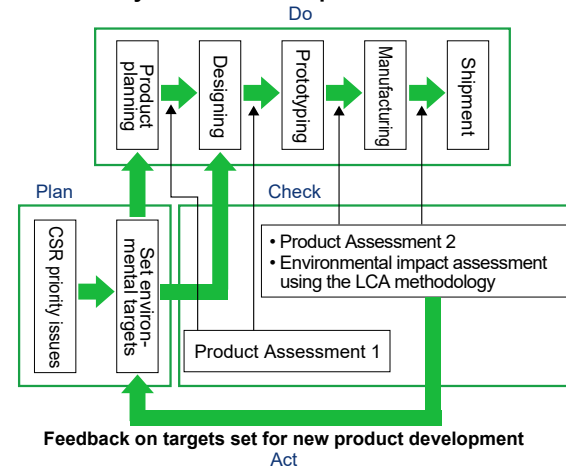 Do
Product
planning
Designing
Prototyping
Manufacturing
Shipment
Plan
Check
CSR priority issues
Set environ-
mental targets
• Product Assessment 2
• Environmental impact assessment
using the LCA methodology
Product Assessment 1
Feedback on targets set for new product development
Act